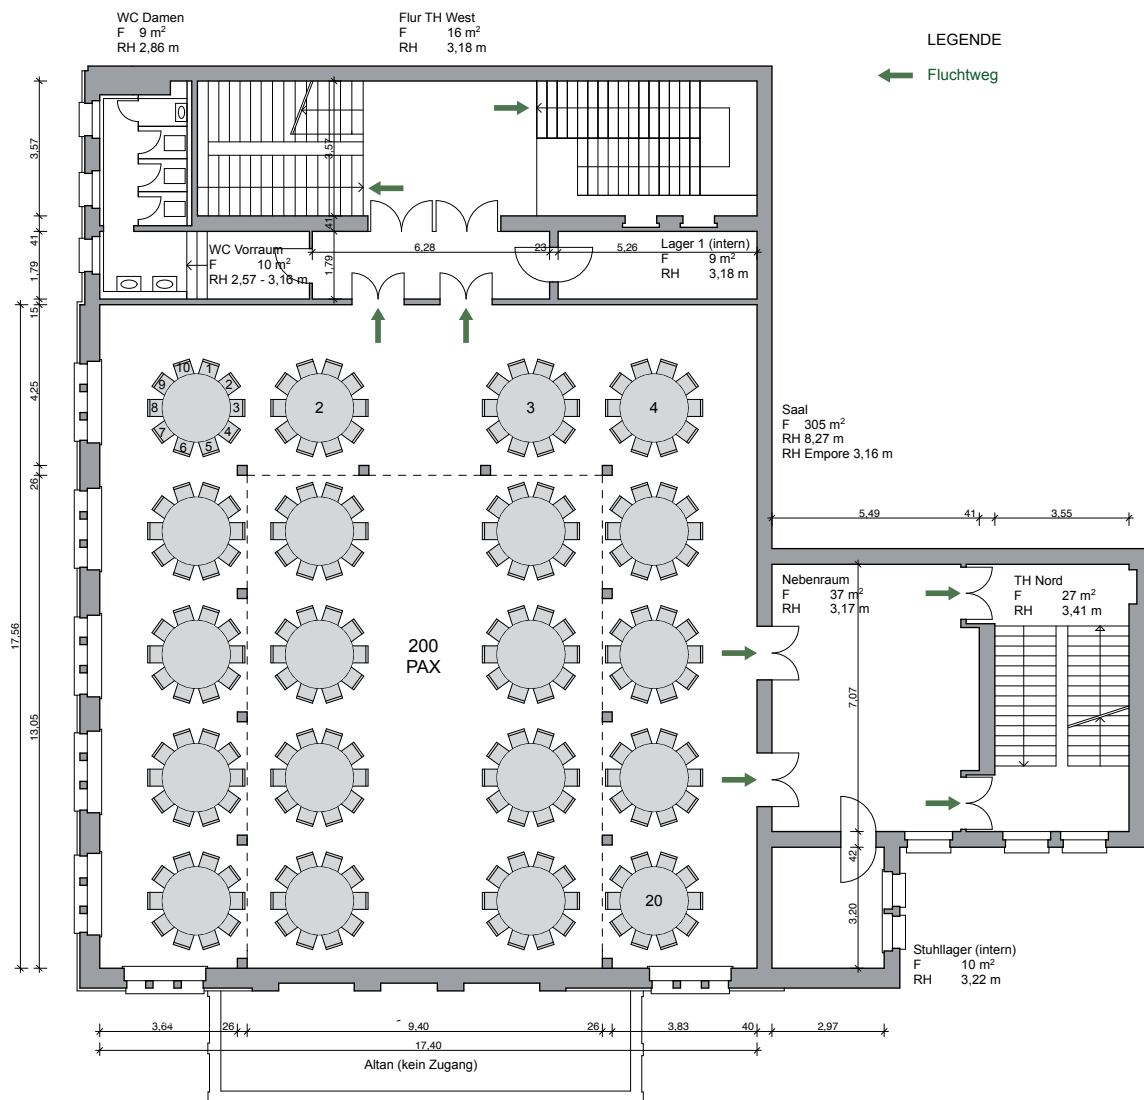 WC Damen
F 9 m²
RH 2,86 m
Flur TH West
F 16 m²
RH 3,18 m
LEGENDE
Fluchtweg
3,57
3,57
41
41
1,79
1,79
15
WC Vorraum
F 10 m²
RH 2,57 - 3,16 m
6,28
23
5,26
Lager 1 (intern)
F 9 m²
RH 3,18 m
10
1
9
2
8
3
7
4
6
5
2
3
4
4,25
26
17,56
13,05
Saal
F 305 m²
RH 8,27 m
RH Empore 3,16 m
5,49
41
3,55
Nebenraum
F 37 m²
RH 3,17 m
TH Nord
F 27 m²
RH 3,41 m
200
PAX
7,07
42
3,20
20
Stuhllager (intern)
F 10 m²
RH 3,22 m
3,64
26
9,40
26
3,83
40
2,97
17,40
Altan (kein Zugang)